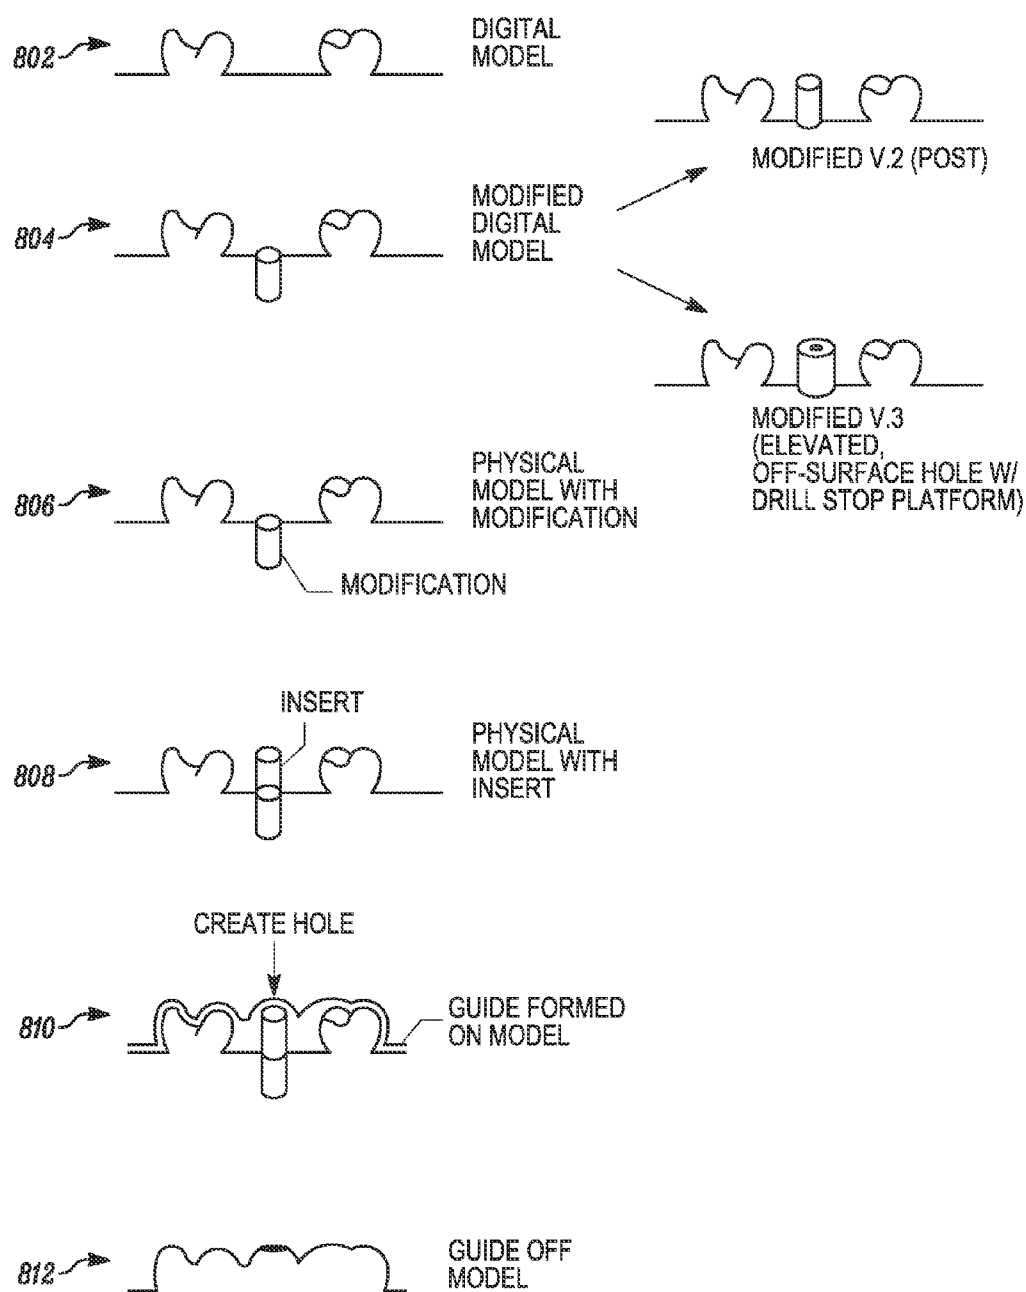 802
DIGITAL
MODEL
804
MODIFIED
DIGITAL
MODEL
MODIFIED V.2 (POST)
MODIFIED V.3
(ELEVATED,
OFF-SURFACE HOLE W/
DRILL STOP PLATFORM)
806
PHYSICAL
MODEL WITH
MODIFICATION
MODIFICATION
808
INSERT
PHYSICAL
MODEL WITH
INSERT
CREATE HOLE
810
GUIDE FORMED
ON MODEL
812
GUIDE OFF
MODEL